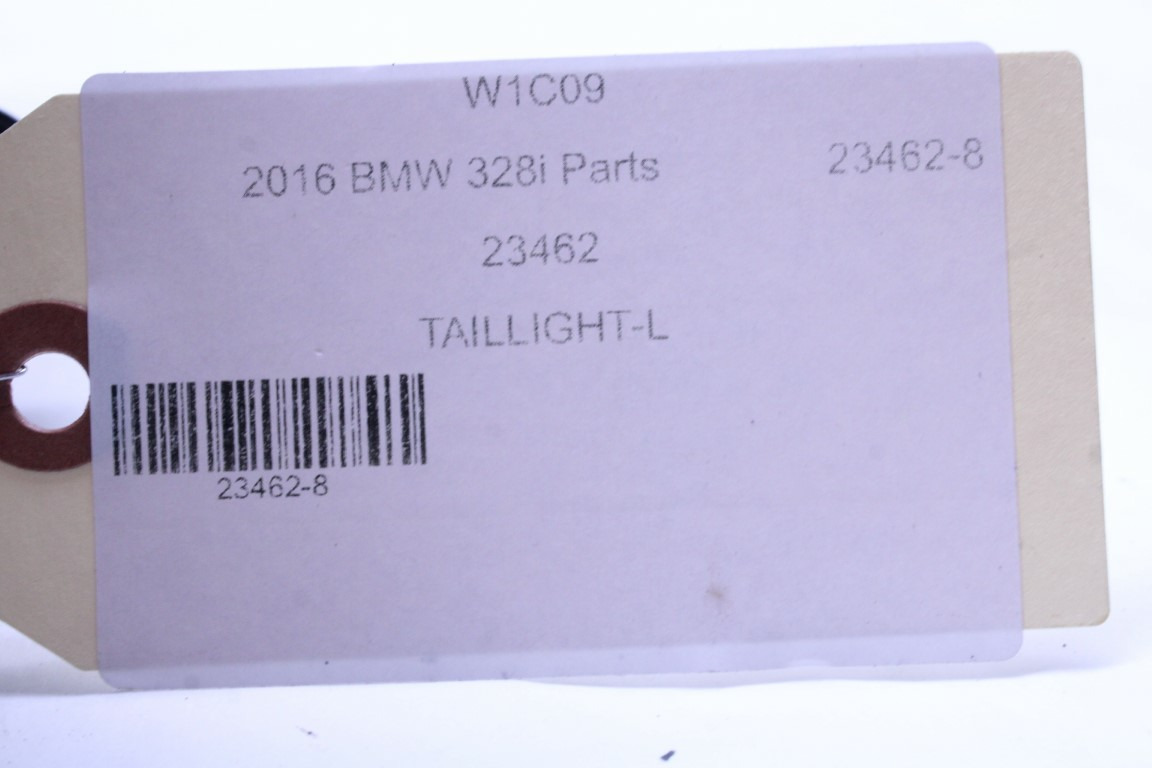 W1C09
2016 BMW 328i Parts 23462-8
23462
TAILLIGHT-L
23462-8